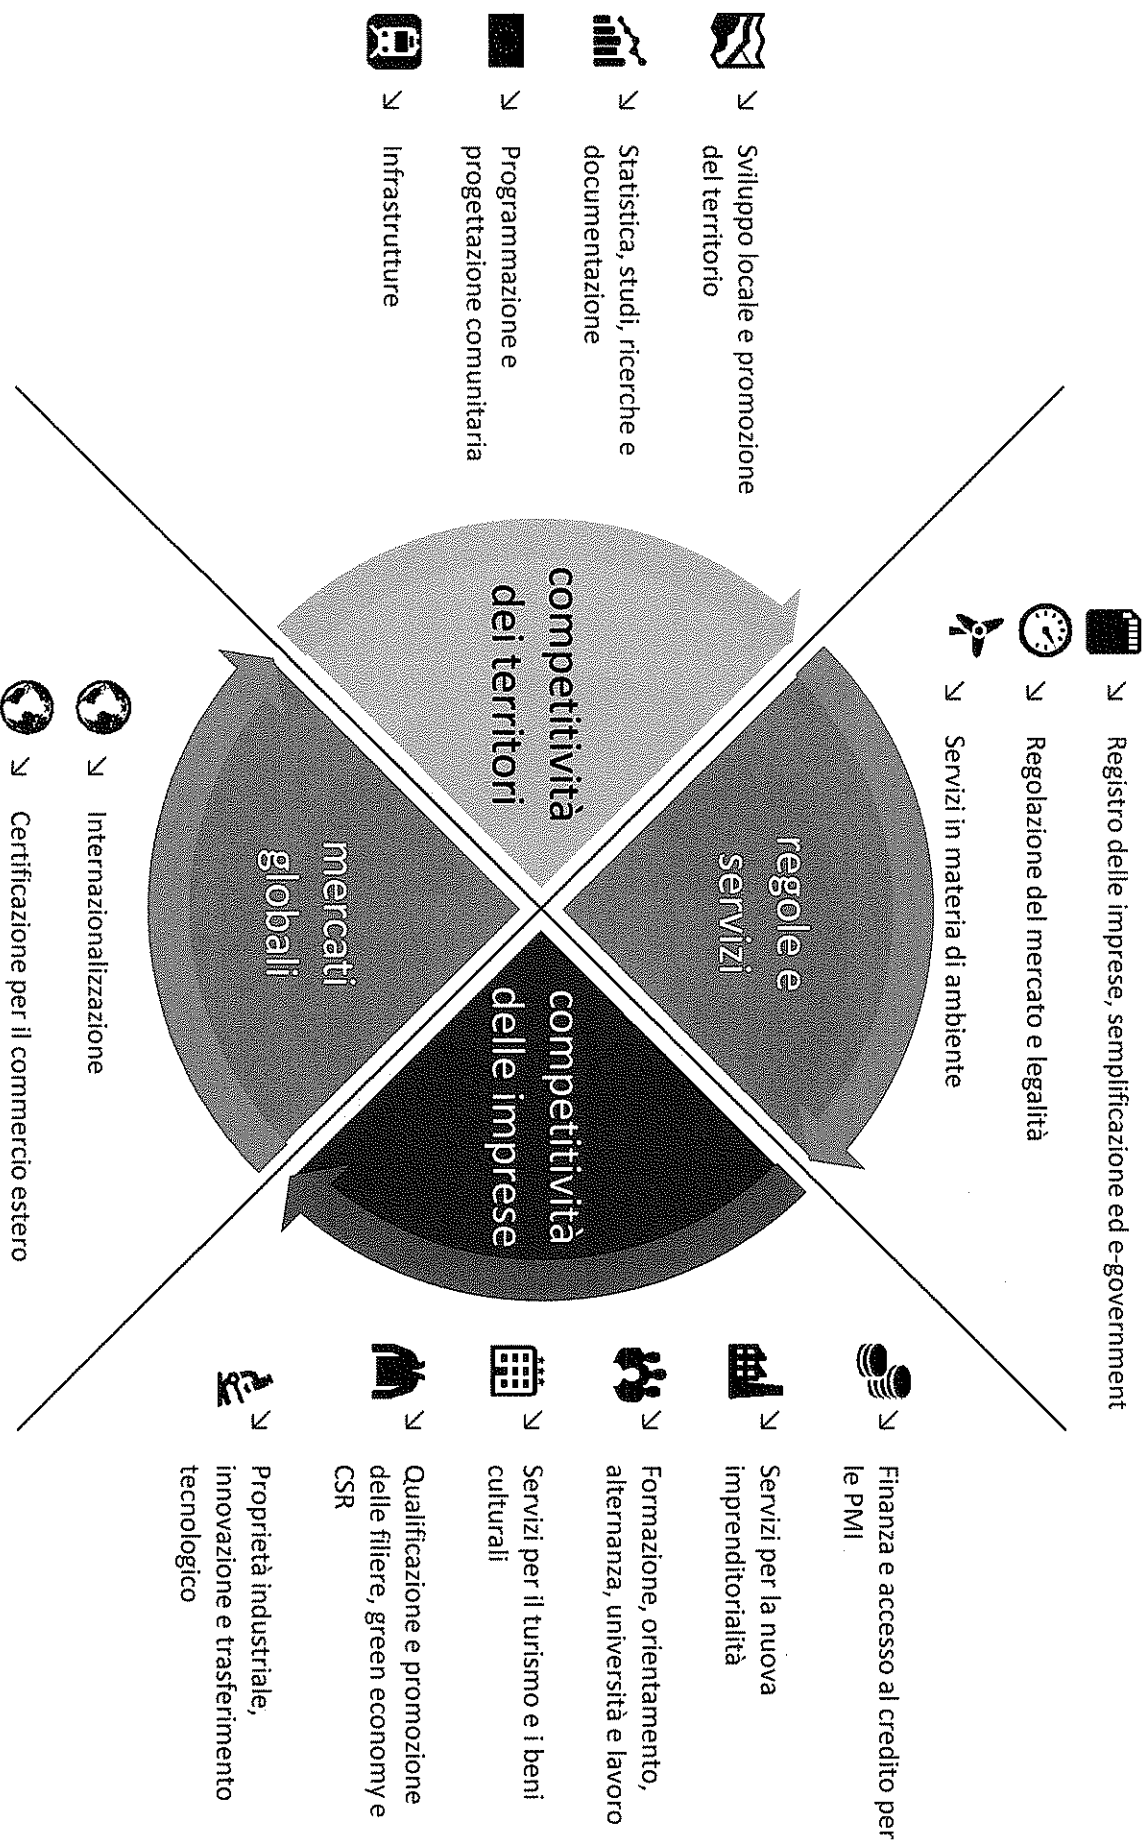 Registro delle imprese, semplificazione ed e-government
Regolazione del mercato e legalità
Servizi in materia di ambiente
Sviluppo locale e promozione
del territorio
Statistica, studi, ricerche e
documentazione
Programmazione e
progettazione comunitaria
Infrastrutture
regole e
servizi
competitività
dei territori
competitività
delle imprese
mercati
globali
Finanza e accesso al credito per
le PMI
Servizi per la nuova
imprenditorialità
Formazione, orientamento,
alternanza, università e lavoro
Servizi per il turismo e i beni
culturali
Qualificazione e promozione
delle filiere, green economy e
CSR
Proprietà industriale,
innovazione e trasferimento
tecnologico
Internazionalizzazione
Certificazione per il commercio estero